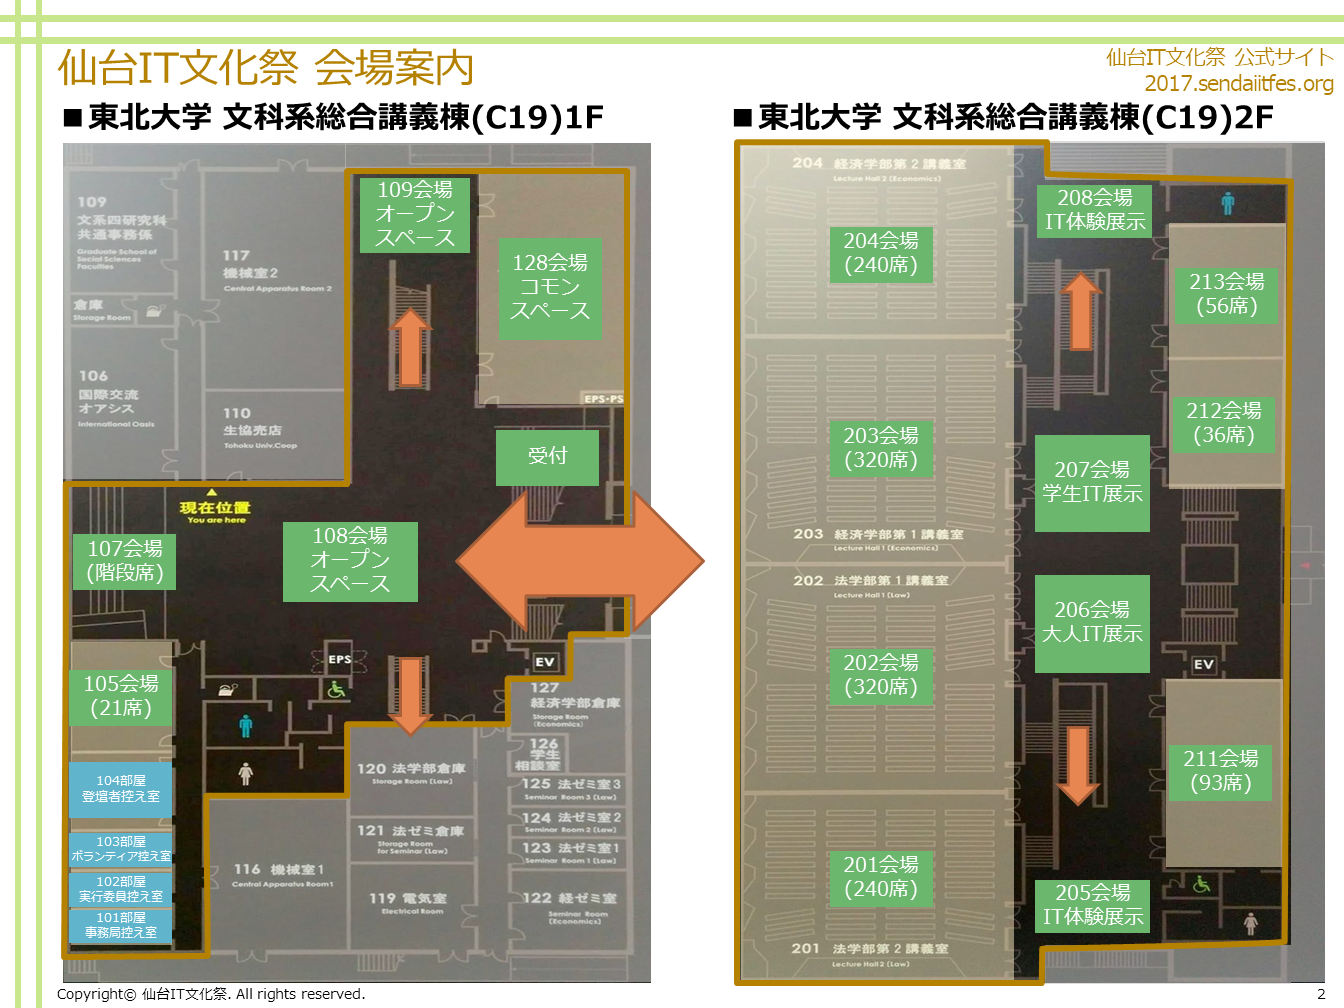 仙台IT文化祭 会場案内
仙台IT文化祭 公式サイト
2017.sendaiitfes.org
■東北大学 文科系総合講義棟(C19)1F
109
文系四研究科
共通事務係
Graduate School of
Social Sciences
Faculties
倉庫
Storage Room
106
国際交流
オアシス
International Oasis
117
機械室2
Central Apparatus Room 2
110
生協売店
Tohoku Univ.Coop
109会場
オープン
スペース
128会場
コモン
スペース
EPS•PS
受付
現在位置
You are here
107会場
(階段席)
108会場
オープン
スペース
EPS
EV
105会場
(21席)
104部屋
登壇者控え室
103部屋
ボランティア控え室
102部屋
実行委員控え室
101部屋
事務局控え室
127
経済学部倉庫
Storage Room
(Economics)
126
学生
相談室
120 法学部倉庫
Storage Room (Law)
125 法ゼミ室3
Seminar Room 3 (Law)
121 法ゼミ倉庫
Storage Room
for Seminar (Law)
124 法ゼミ室2
Seminar Room 2 (Law)
123 法ゼミ室1
Seminar Room 1 (Law)
116 機械室1
Central Apparatus Room1
119 電気室
Electrical Room
122 経ゼミ室
Seminar Room
(Economics)
■東北大学 文科系総合講義棟(C19)2F
204 経済学部第2講義室
Lecture Hall 2 (Economics)
204会場
(240席)
208会場
IT体験展示
213会場
(56席)
212会場
(36席)
203会場
(320席)
207会場
学生IT展示
203 経済学部第1講義室
Lecture Hall 1 (Economics)
202 法学部第1講義室
Lecture Hall 1 (Law)
206会場
大人IT展示
202会場
(320席)
EV
211会場
(93席)
201会場
(240席)
205会場
IT体験展示
201 法学部第2講義室
Lecture Hall 2 (Law)
Copyright© 仙台IT文化祭. All rights reserved.
2